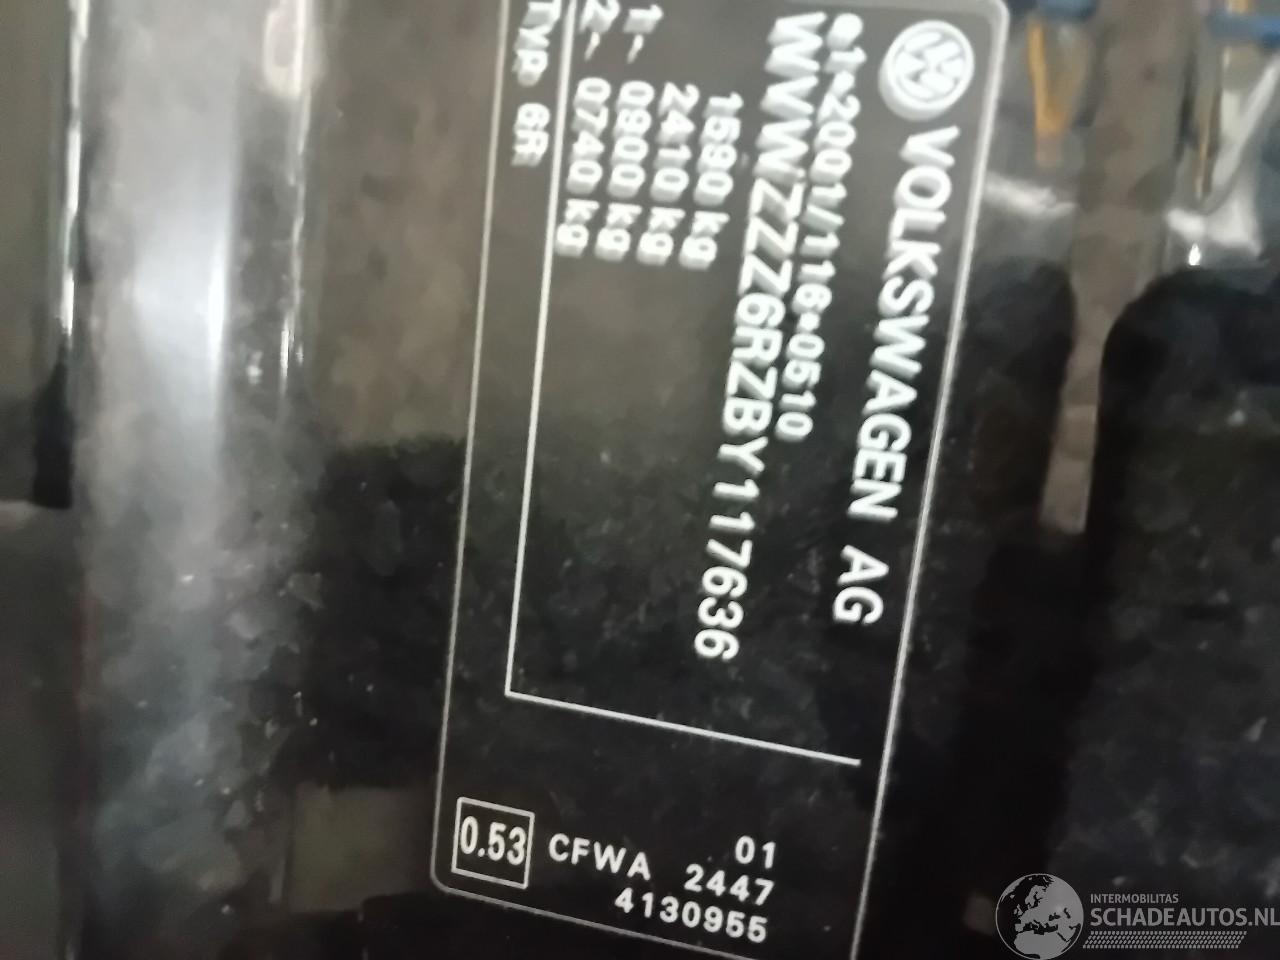 VOLKSWAGEN AG
e1*2001/116*0510
WVWZZZ6RZBY117636
1590 kg
2410 kg
1- 0900 kg
2- 0740 kg
TYP 6R
01
2447
4130955
CFWA
0.53
INTERMOBILITAS
SCHADEAUTOS.NL